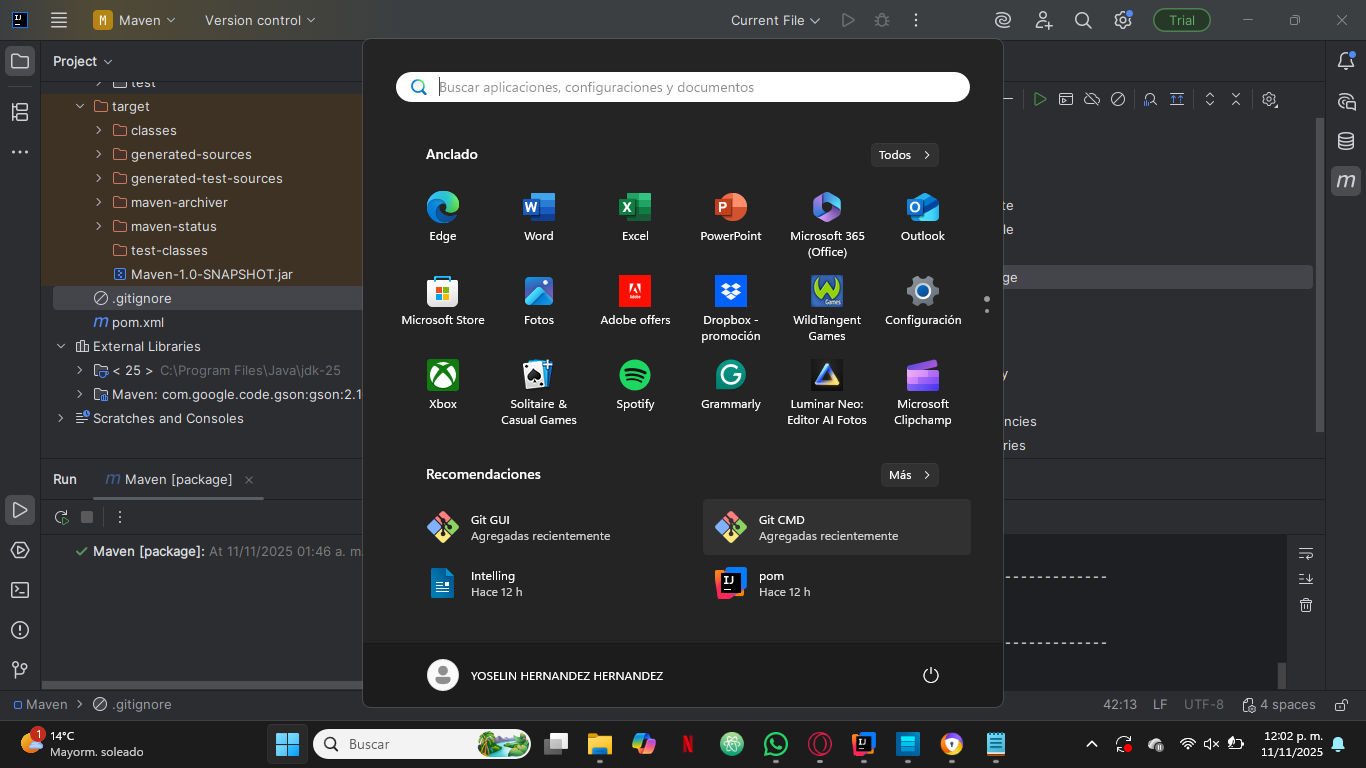 M Maven
Version control
Current File
Trial
Project
test
target
classes
generated-sources
generated-test-sources
maven-archiver
maven-status
test-classes
Maven-1.0-SNAPSHOT.jar
.gitignore
m pom.xml
External Libraries
< 25 > C:\Program Files\Java\jdk-25
Maven: com.google.code.gson:gson:2.1
Scratches and Consoles
Run
m Maven [package]
Maven [package]: At 11/11/2025 01:46 a. m.
Buscar aplicaciones, configuraciones y documentos
Anclado
Todos
Edge
Word
Excel
PowerPoint
Microsoft 365
(Office)
Outlook
Microsoft Store
Fotos
Adobe offers
Dropbox -
promoción
WildTangent
Games
Configuración
Xbox
Solitaire &
Casual Games
Spotify
Grammarly
Luminar Neo:
Editor AI Fotos
Microsoft
Clipchamp
Recomendaciones
Más
Git GUI
Agregadas recientemente
Git CMD
Agregadas recientemente
Intelling
Hace 12 h
pom
Hace 12 h
YOSELIN HERNANDEZ HERNANDEZ
te
le
ge
y
ncies
ries
m
Maven
.gitignore
42:13
LF
UTF-8
4 spaces
1
14°C
Mayorm. soleado
Buscar
12:02 p. m.
11/11/2025